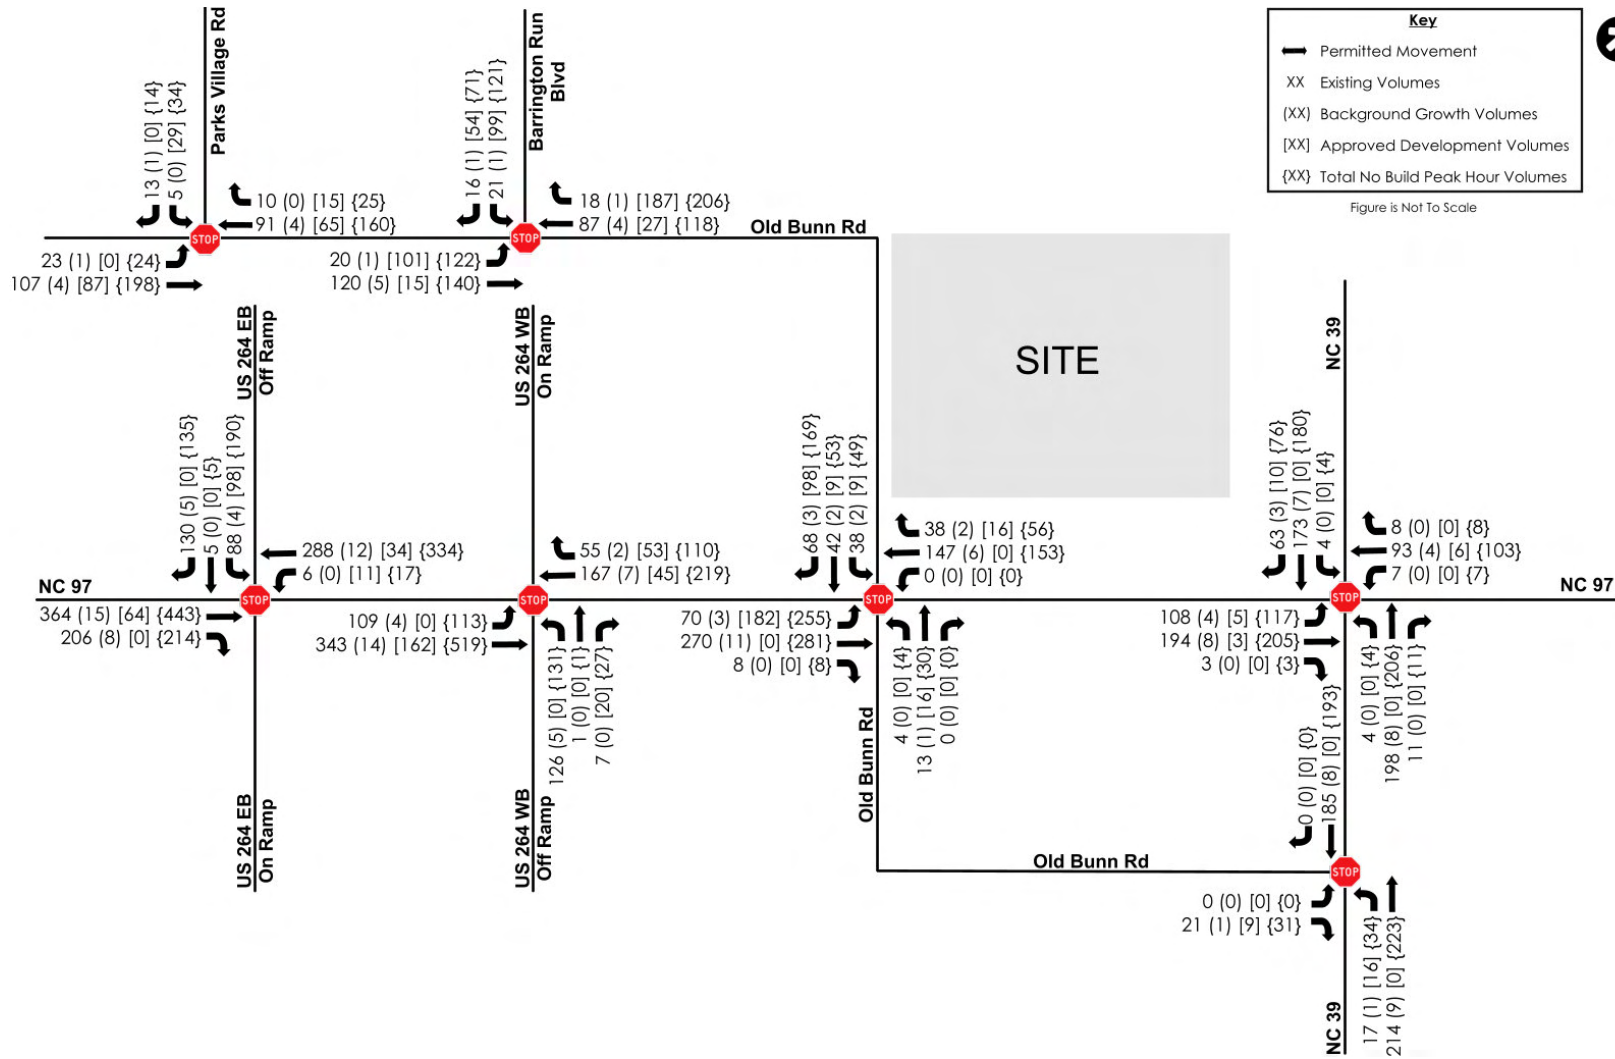 Key
Permitted Movement
XX Existing Volumes
(XX) Background Growth Volumes
[XX] Approved Development Volumes
{XX} Total No Build Peak Hour Volumes
Figure is Not To Scale
Parks Village Rd
13 (1) [0] {14}
5 (0) [29] {34}
10 (0) [15] {25}
91 (4) [65] {160}
STOP
23 (1) [0] {24}
107 (4) [87] {198}
Barrington Run
Blvd
16 (1) [54] {71}
21 (1) [99] {121}
18 (1) [187] {206}
87 (4) [27] {118}
STOP
20 (1) [101] {122}
120 (5) [15] {140}
Old Bunn Rd
SITE
US 264 EB
Off Ramp
130 (5) [0] {135}
5 (0) [0] {5}
88 (4) [98] {190}
288 (12) [34] {334}
6 (0) [11] {17}
NC 97
STOP
364 (15) [64] {443}
206 (8) [0] {214}
US 264 EB
On Ramp
US 264 WB
On Ramp
55 (2) [53] {110}
167 (7) [45] {219}
STOP
109 (4) [0] {113}
343 (14) [162] {519}
126 (5) [0] {131}
1 (0) [0] {1}
7 (0) [20] {27}
US 264 WB
Off Ramp
68 (3) [98] {169}
42 (2) [9] {53}
38 (2) [9] {49}
38 (2) [16] {56}
147 (6) [0] {153}
0 (0) [0] {0}
STOP
70 (3) [182] {255}
270 (11) [0] {281}
8 (0) [0] {8}
4 (0) [0] {4}
13 (1) [16] {30}
0 (0) [0] {0}
Old Bunn Rd
NC 39
63 (3) [10] {76}
173 (7) [0] {180}
4 (0) [0] {4}
8 (0) [0] {8}
93 (4) [6] {103}
7 (0) [0] {7}
STOP
NC 97
108 (4) [5] {117}
194 (8) [3] {205}
3 (0) [0] {3}
4 (0) [0] {4}
198 (8) [0] {206}
11 (0) [0] {11}
0 (0) [0] {0}
185 (8) [0] {193}
Old Bunn Rd
STOP
0 (0) [0] {0}
21 (1) [9] {31}
17 (1) [16] {34}
214 (9) [0] {223}
NC 39